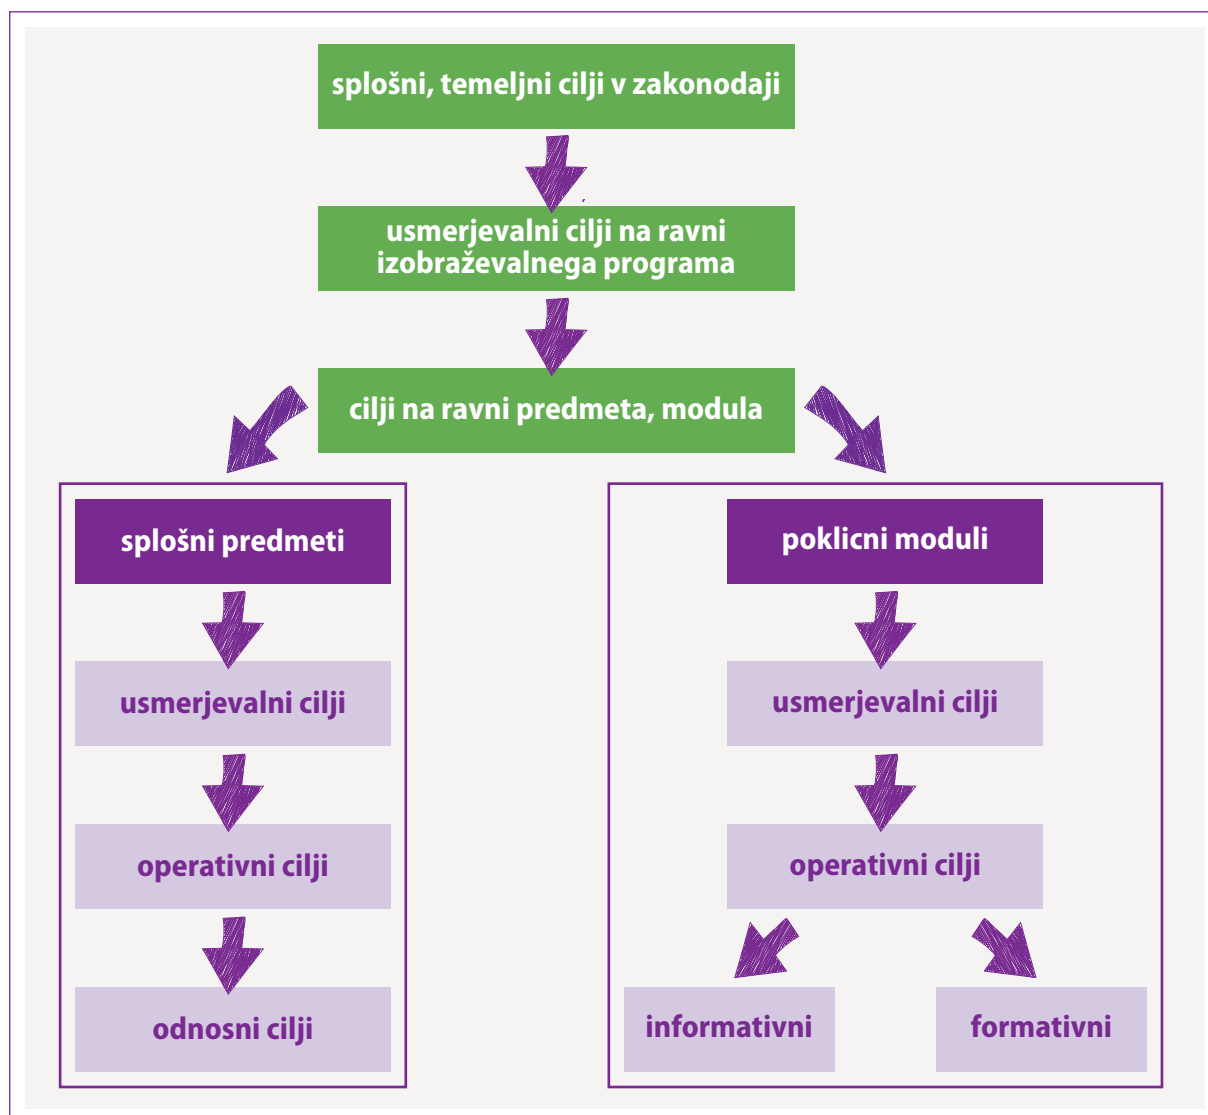 splošni, temeljni cilji v zakonodaji
usmerjevalni cilji na ravni
izobraževalnega programa
cilji na ravni predmeta, modula
splošni predmeti
usmerjevalni cilji
operativni cilji
odnosni cilji
poklicni moduli
usmerjevalni cilji
operativni cilji
informativni
formativni